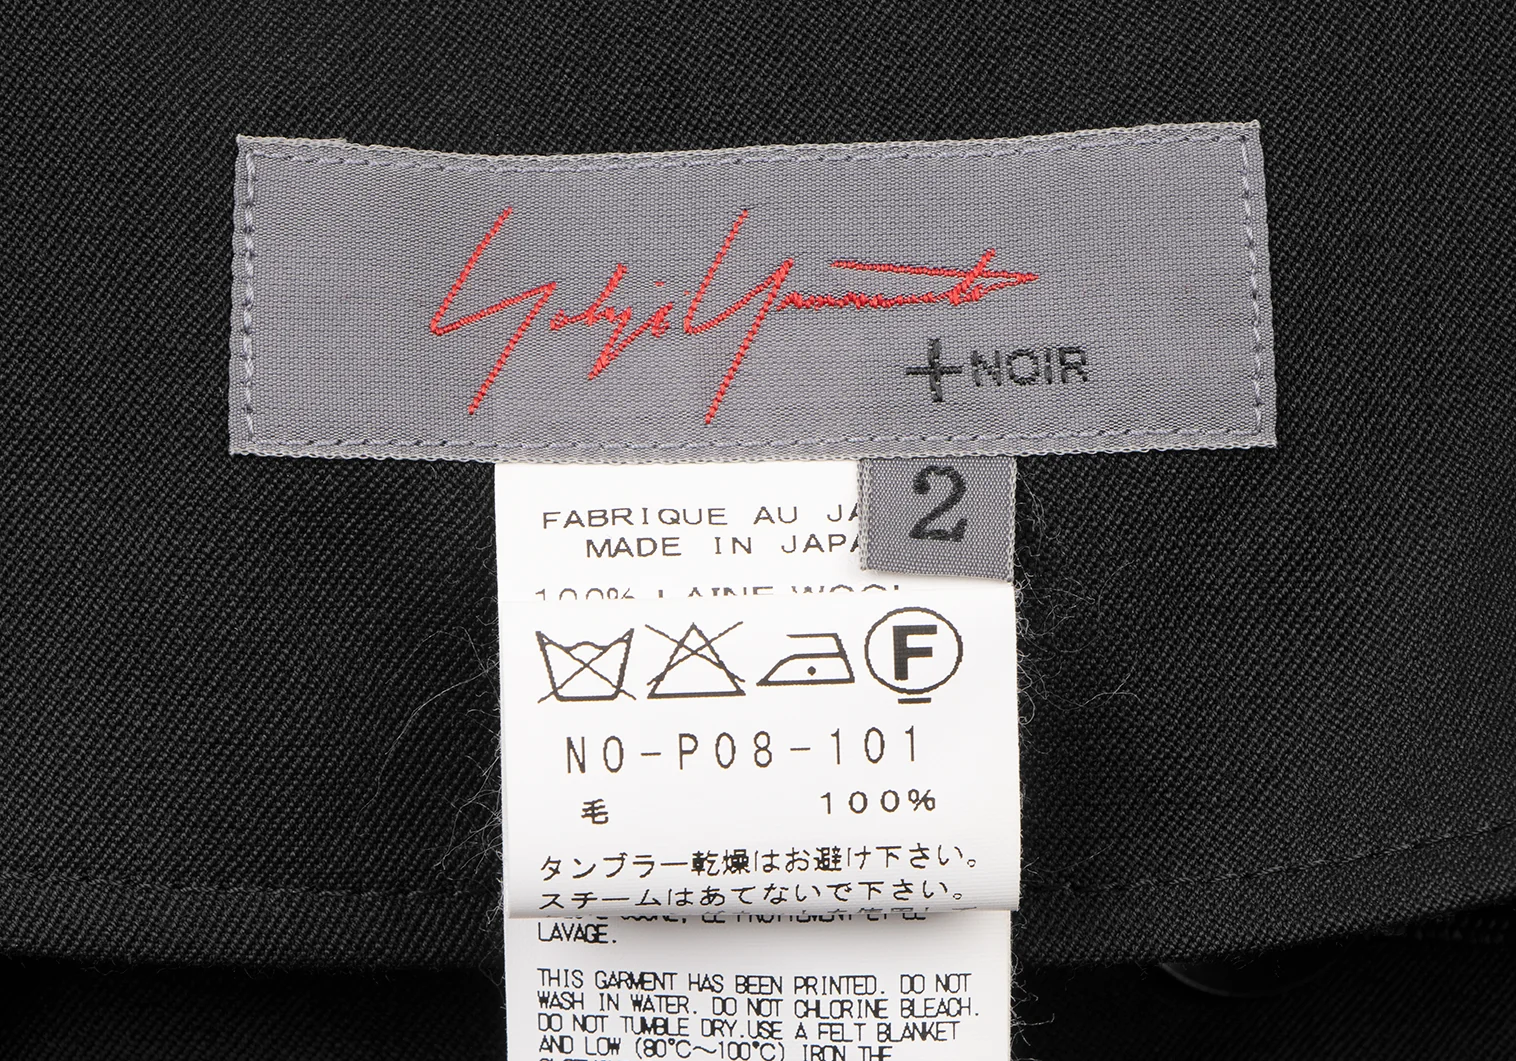 Yohji Yamamoto
+NOIR
2
FABRIQUE AU JA
MADE IN JAPA
100% LAINE WOOL
F
NO-P08-101
毛 100%
タンブラー乾燥はお避け下さい。
スチームはあてないで下さい。
LAVAGE.
THIS GARMENT HAS BEEN PRINTED. DO NOT
WASH IN WATER. DO NOT CHLORINE BLEACH.
DO NOT TUMBLE DRY.USE A FELT BLANKET
AND LOW (80°C～100°C) IRON THE